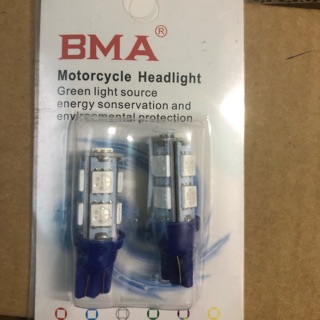 BMA®
Motorcycle Headlight
Green light source
energy sonservation and
environmental protection